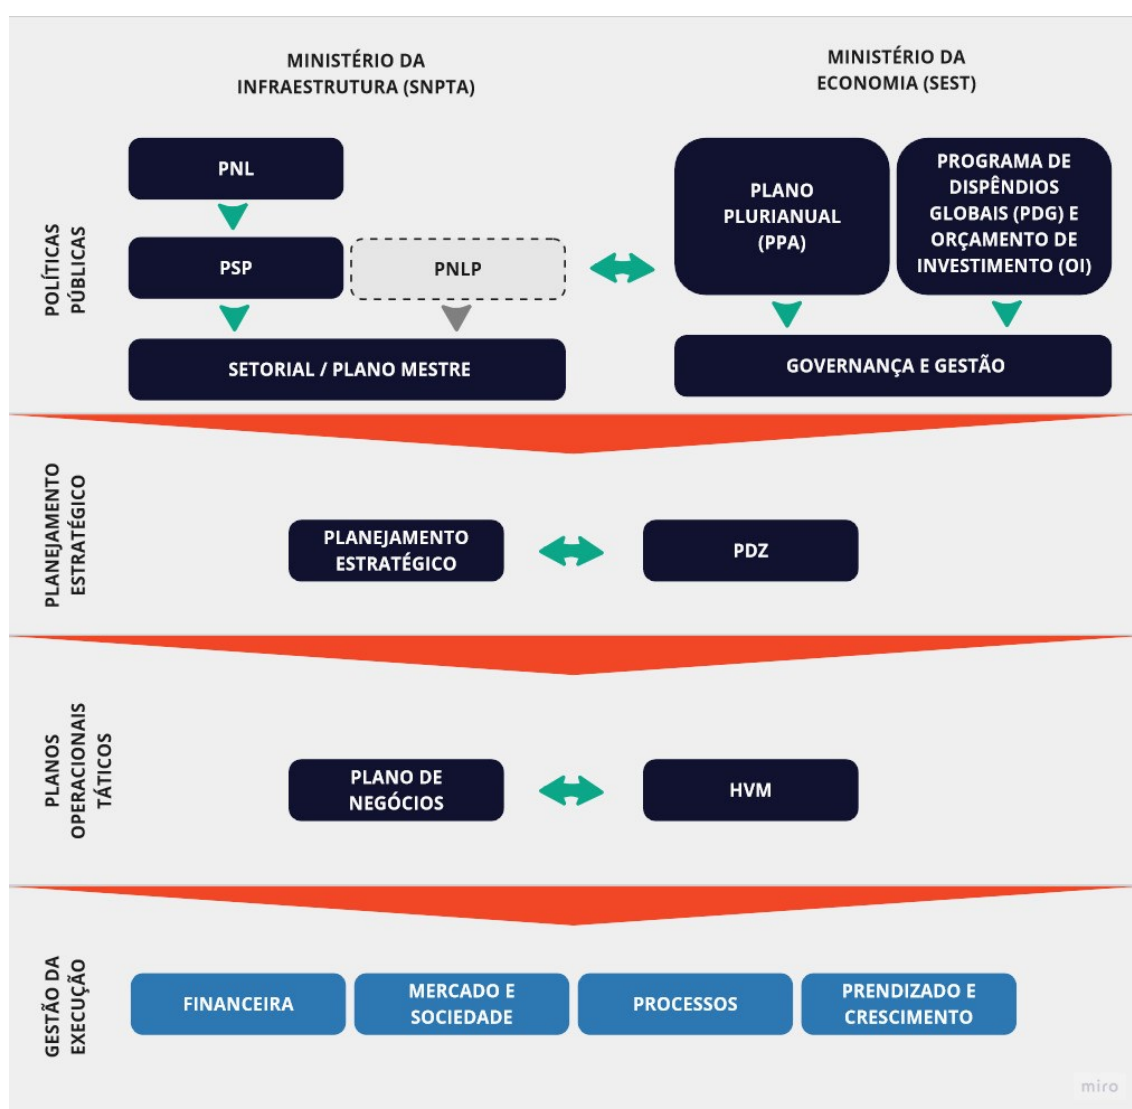 MINISTÉRIO DA
INFRAESTRUTURA (SNPTA)
MINISTÉRIO DA
ECONOMIA (SEST)
POLÍTICAS
PÚBLICAS
PNL
PSP
PNLP
SETORIAL / PLANO MESTRE
PLANO
PLURIANUAL
(PPA)
PROGRAMA DE
DISPÊNDIOS
GLOBAIS (PDG) E
ORÇAMENTO DE
INVESTIMENTO (OI)
GOVERNANÇA E GESTÃO
PLANEJAMENTO
ESTRATÉGICO
PLANEJAMENTO
ESTRATÉGICO
PDZ
PLANOS
OPERACIONAIS
TÁTICOS
PLANO DE
NEGÓCIOS
HVM
GESTÃO DA
EXECUÇÃO
FINANCEIRA
MERCADO E
SOCIEDADE
PROCESSOS
PRENDIZADO E
CRESCIMENTO
miro